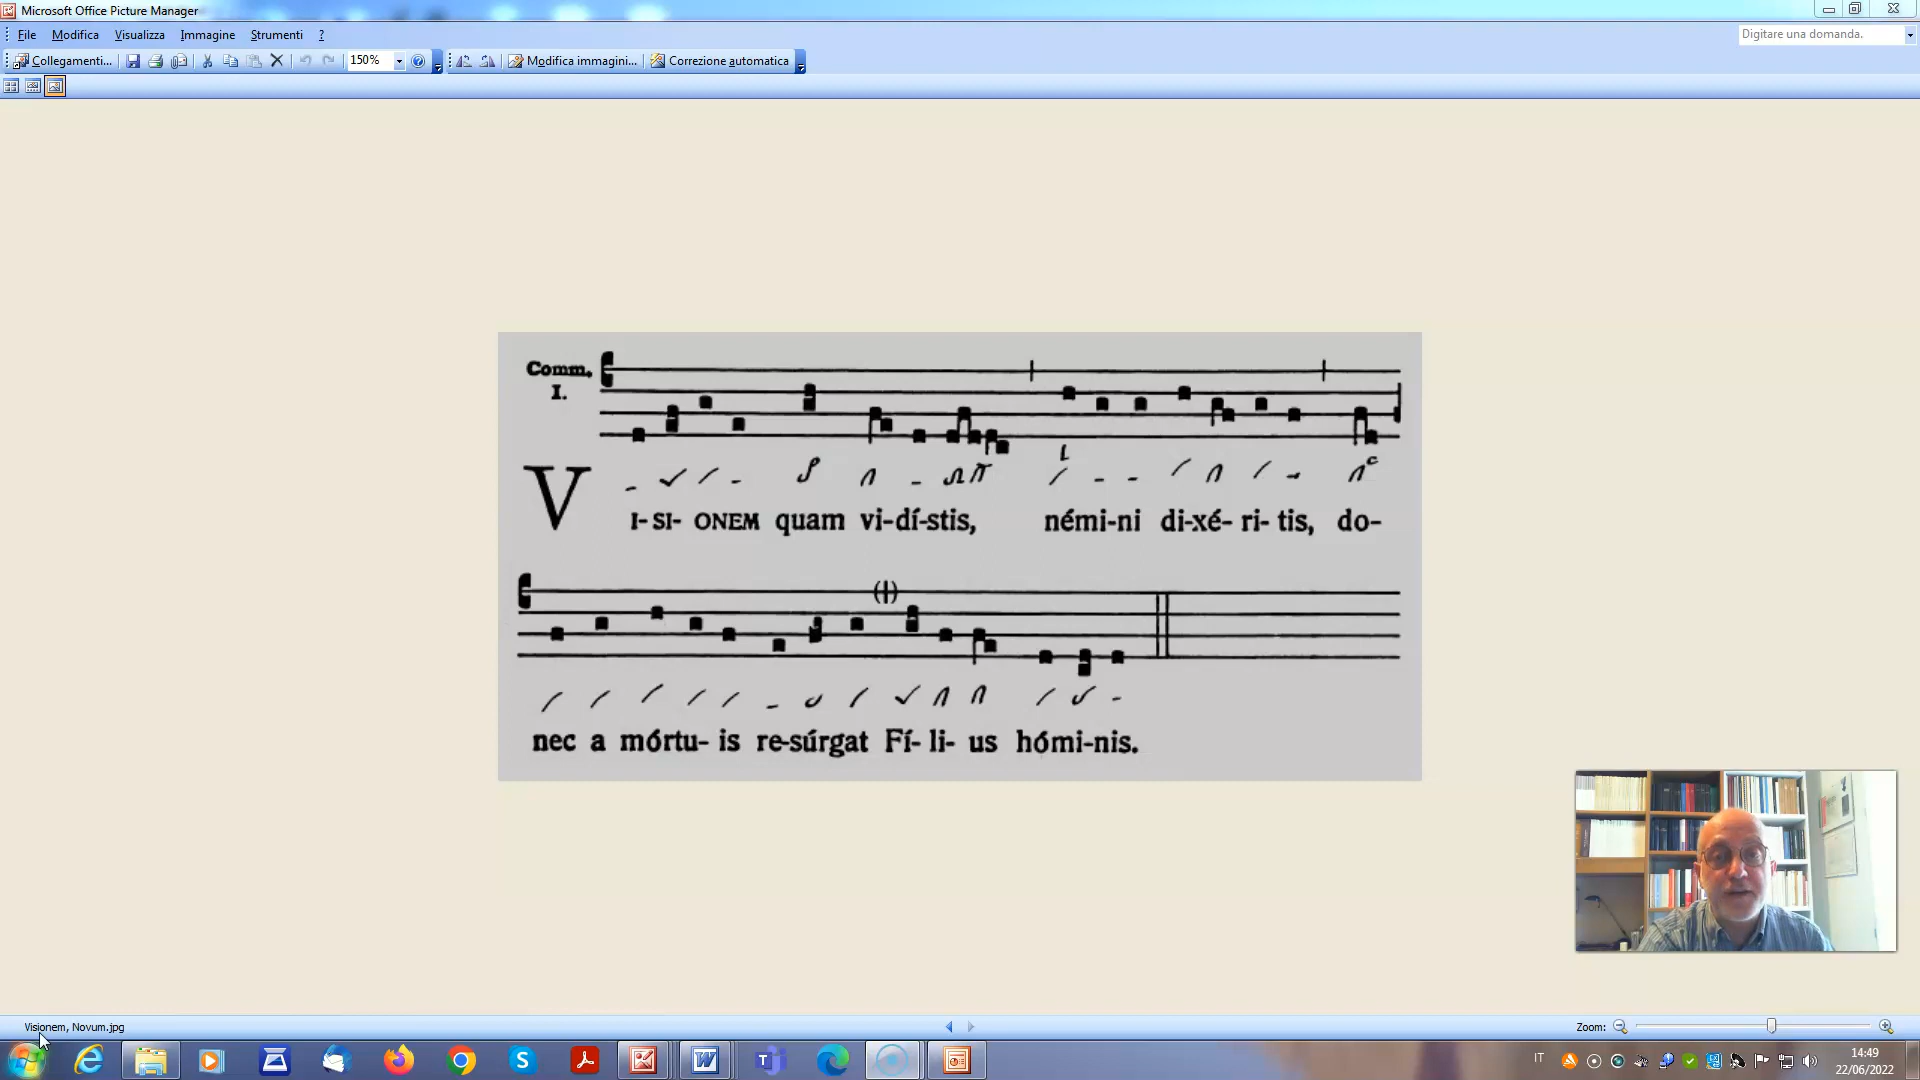 Microsoft Office Picture Manager
File Modifica Visualizza Immagine Strumenti ?
Digitare una domanda.
Collegamenti... 150% Modifica immagini... Correzione automatica
Comm.
I.
c
VI-SI-ONEM quam vi-dí-stis, némi-ni di-xé-ri-tis, do-
nec a mórtu-is re-súrgat Fí-li-us hómi-nis.
Visionem, Novum.jpg
Zoom:
IT
14:49
22/06/2022